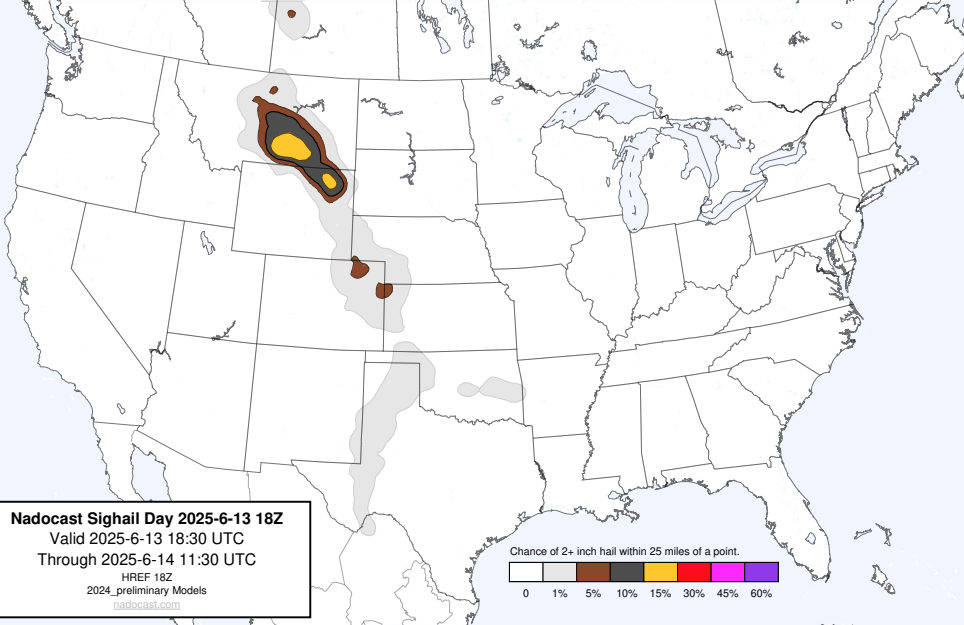 Nadocast Sighail Day 2025-6-13 18Z
Valid 2025-6-13 18:30 UTC
Through 2025-6-14 11:30 UTC
HREF 18Z
2024_preliminary Models
nadocast.com
Chance of 2+ inch hail within 25 miles of a point.
0 1% 5% 10% 15% 30% 45% 60%